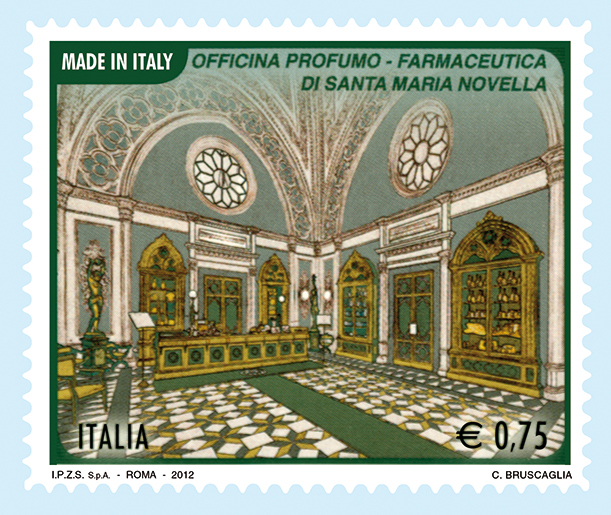 MADE IN ITALY
OFFICINA PROFUMO - FARMACEUTICA
DI SANTA MARIA NOVELLA
ITALIA
€ 0,75
I.P.Z.S. S.p.A. - ROMA - 2012
C. BRUSCAGLIA